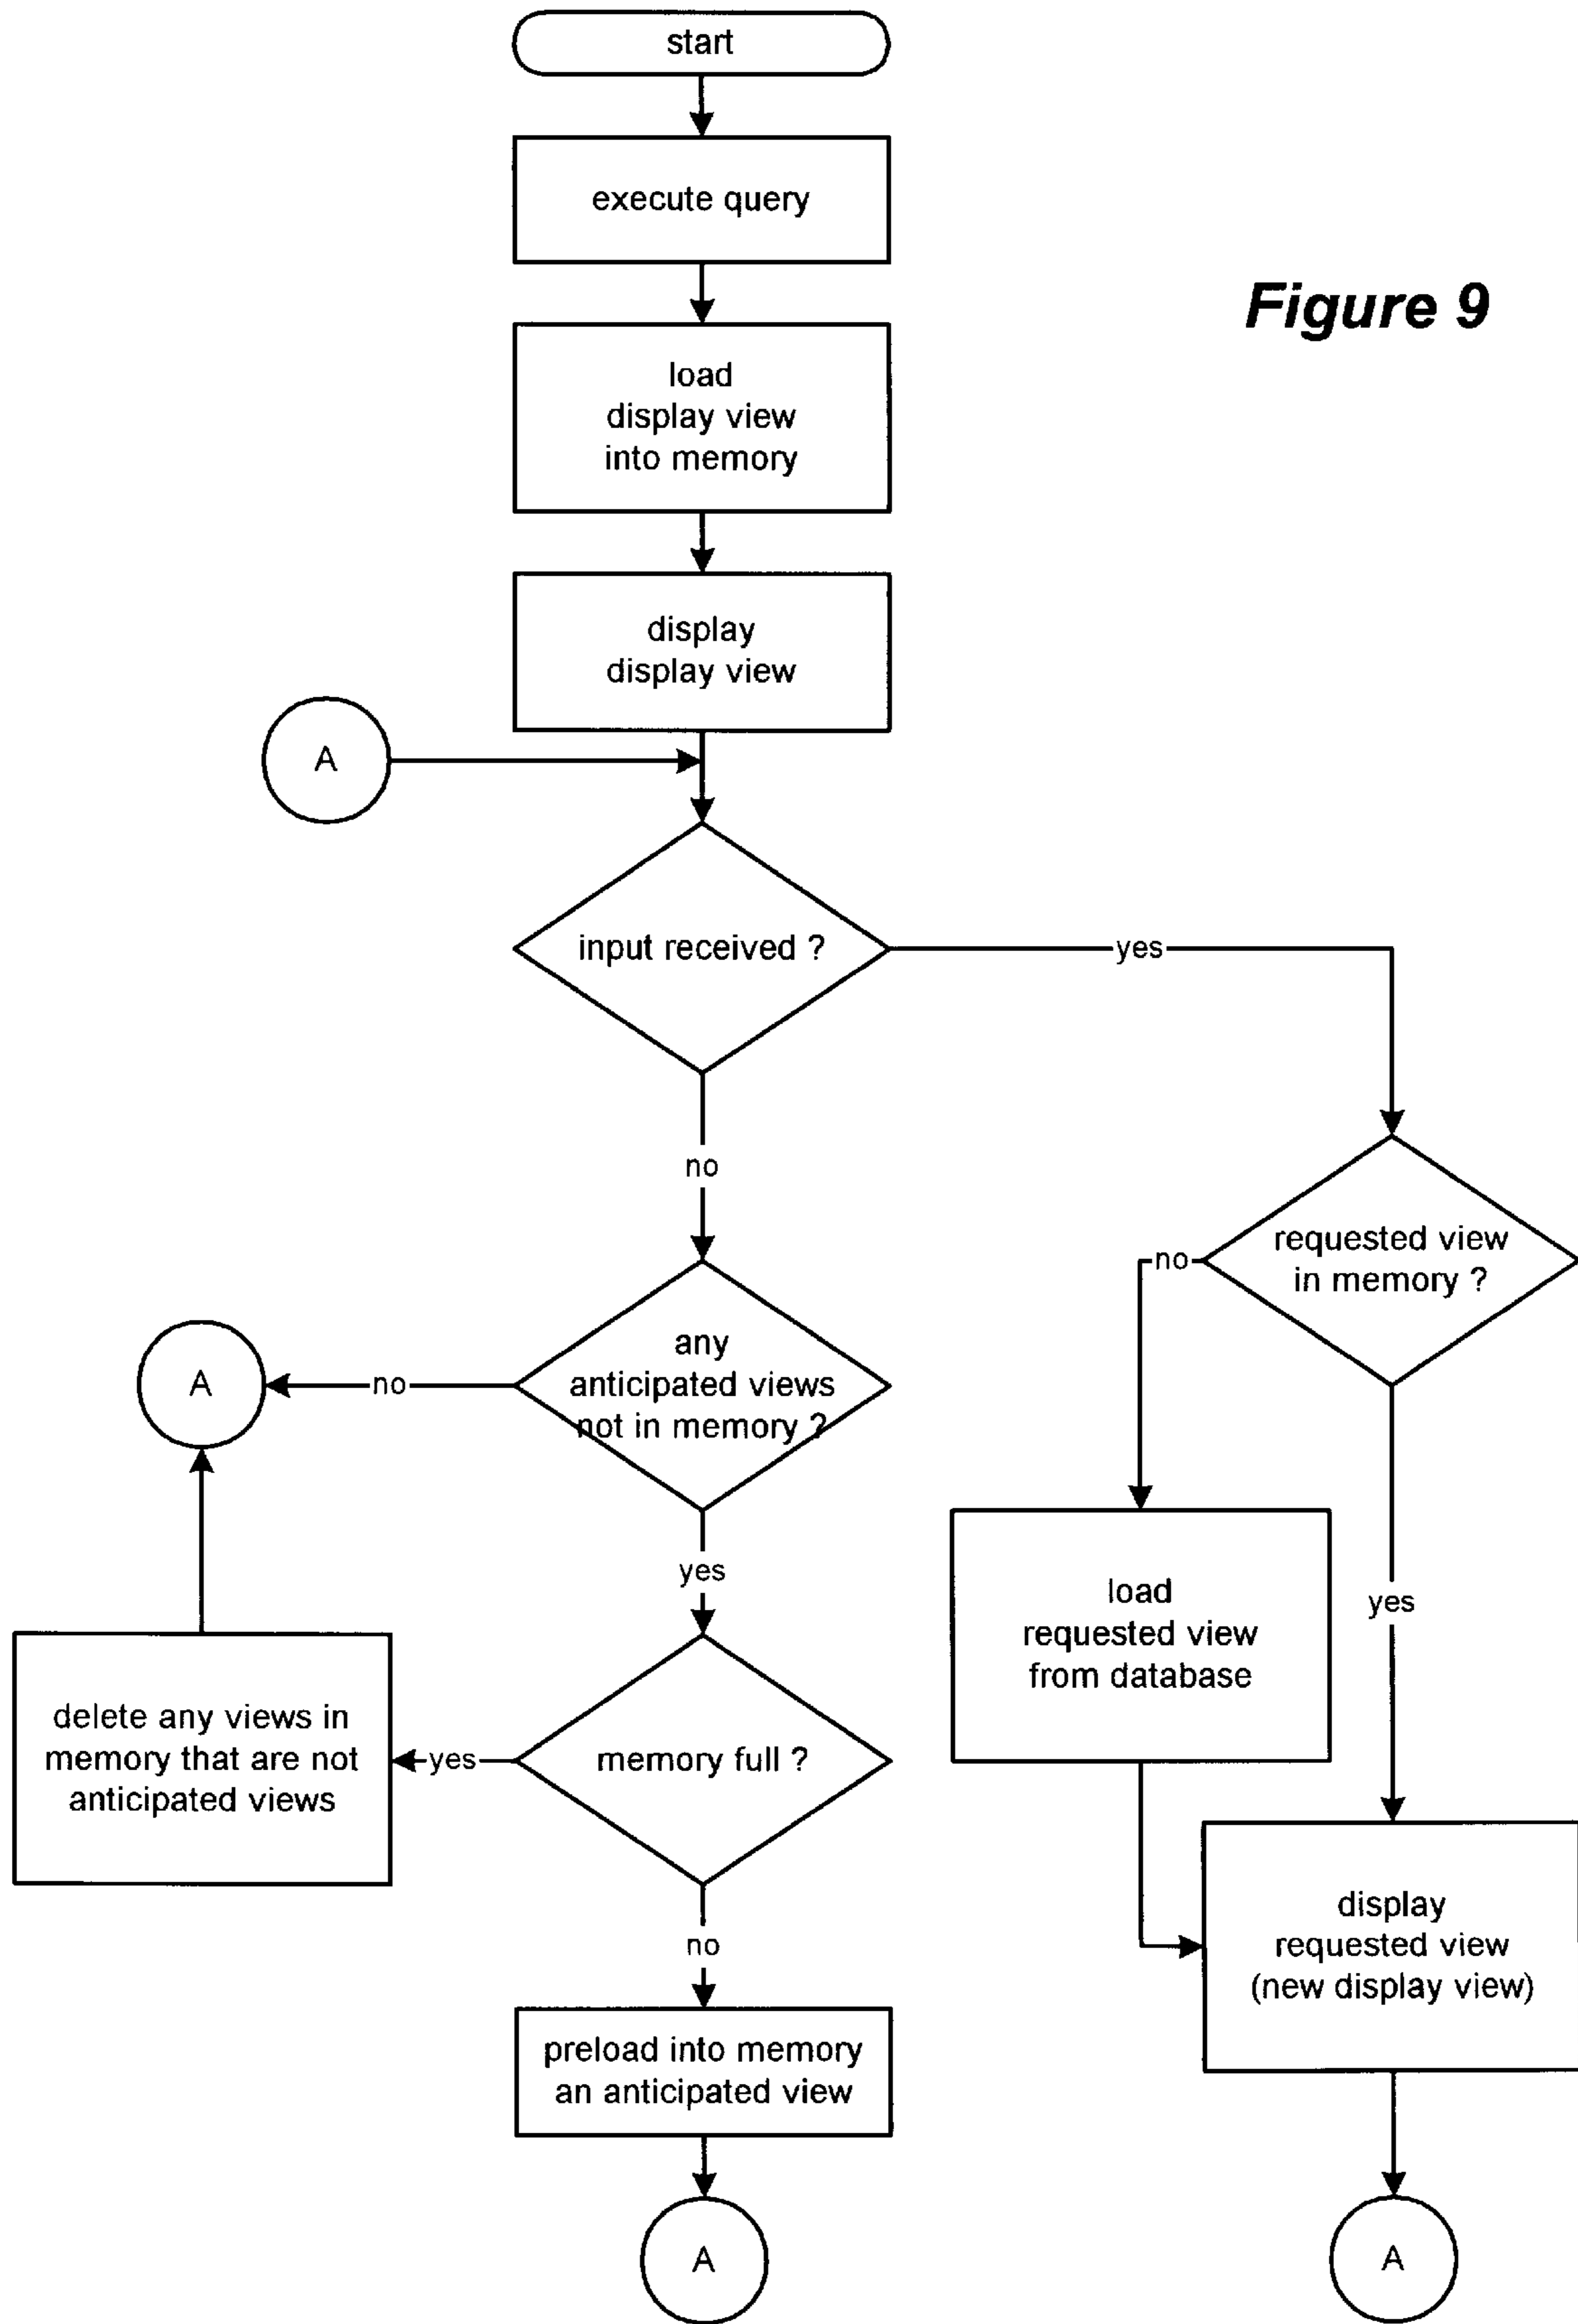 start
execute query
Figure 9
load
display view
into memory
display
display view
A
input received ?
yes
no
requested view
in memory ?
no
any
anticipated views
not in memory ?
no
A
yes
load
requested view
from database
yes
delete any views in
memory that are not
anticipated views
yes
memory full ?
display
requested view
(new display view)
no
preload into memory
an anticipated view
A
A